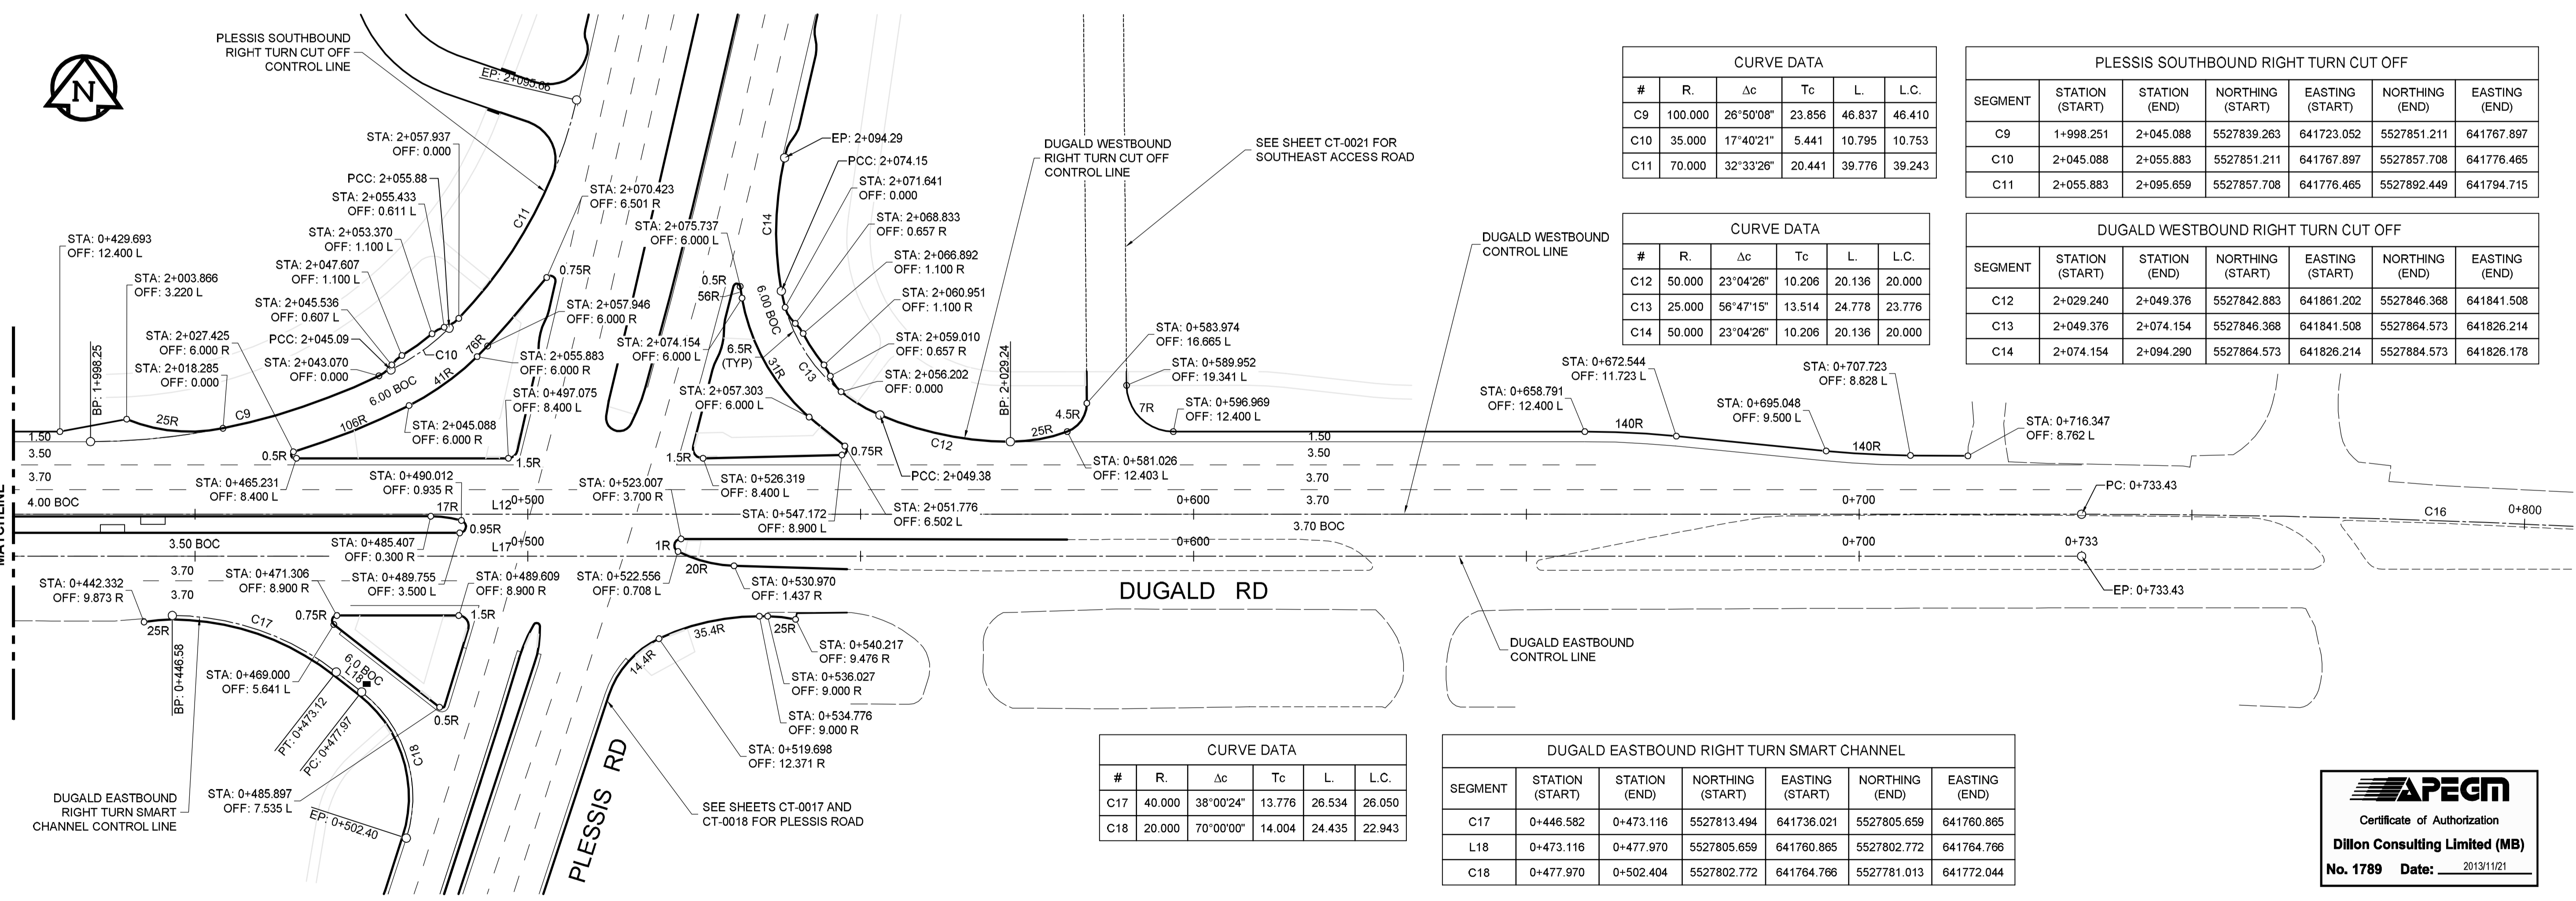 PLESSIS SOUTHBOUND
RIGHT TURN CUT OFF
CONTROL LINE
N
EP: 2+095.66
STA: 2+057.937
OFF: 0.000
PCC: 2+055.88
STA: 2+055.433
OFF: 0.611 L
STA: 2+053.370
OFF: 1.100 L
STA: 2+047.607
OFF: 1.100 L
STA: 2+045.536
OFF: 0.607 L
PCC: 2+045.09
STA: 2+043.070
OFF: 0.000
STA: 0+429.693
OFF: 12.400 L
STA: 2+003.866
OFF: 3.220 L
STA: 2+027.425
OFF: 6.000 R
STA: 2+018.285
OFF: 0.000
BP: 1+998.25
25R
C9
C10
C11
6.00 BOC
106R
41R
76R
0.75R
STA: 2+070.423
OFF: 6.501 R
STA: 2+057.946
OFF: 6.000 R
STA: 2+055.883
OFF: 6.000 R
STA: 0+497.075
OFF: 8.400 L
STA: 2+045.088
OFF: 6.000 R
0.5R
1.5R
STA: 0+465.231
OFF: 8.400 L
1.50
3.50
3.70
4.00 BOC
MATCHLINE
EP: 2+094.29
PCC: 2+074.15
STA: 2+071.641
OFF: 0.000
STA: 2+068.833
OFF: 0.657 R
STA: 2+066.892
OFF: 1.100 R
STA: 2+060.951
OFF: 1.100 R
STA: 2+059.010
OFF: 0.657 R
STA: 2+056.202
OFF: 0.000
C14
STA: 2+075.737
OFF: 6.000 L
0.5R
56R
6.00 BOC
STA: 2+074.154
OFF: 6.000 L
6.5R
(TYP)
31R
C13
STA: 2+057.303
OFF: 6.000 L
0.75R
1.5R
C12
BP: 2+029.24
PCC: 2+049.38
STA: 0+526.319
OFF: 8.400 L
STA: 2+051.776
OFF: 6.502 L
STA: 0+547.172
OFF: 8.900 L
DUGALD WESTBOUND
RIGHT TURN CUT OFF
CONTROL LINE
SEE SHEET CT-0021 FOR
SOUTHEAST ACCESS ROAD
STA: 0+583.974
OFF: 16.665 L
STA: 0+589.952
OFF: 19.341 L
STA: 0+596.969
OFF: 12.400 L
25R
4.5R
7R
STA: 0+581.026
OFF: 12.403 L
DUGALD WESTBOUND
CONTROL LINE
STA: 0+672.544
OFF: 11.723 L
STA: 0+658.791
OFF: 12.400 L
STA: 0+707.723
OFF: 8.828 L
STA: 0+695.048
OFF: 9.500 L
STA: 0+716.347
OFF: 8.762 L
140R
140R
1.50
3.50
3.70
3.70
3.70 BOC
STA: 0+490.012
OFF: 0.935 R
17R
L12
0+500
0.95R
STA: 0+485.407
OFF: 0.300 R
L17
0+500
3.50 BOC
3.70
3.70
STA: 0+489.755
OFF: 3.500 L
STA: 0+523.007
OFF: 3.700 R
1R
20R
STA: 0+522.556
OFF: 0.708 L
STA: 0+530.970
OFF: 1.437 R
0+600
0+600
0+700
0+700
0+733
PC: 0+733.43
EP: 0+733.43
C16
0+800
DUGALD RD
DUGALD EASTBOUND
CONTROL LINE
STA: 0+442.332
OFF: 9.873 R
STA: 0+471.306
OFF: 8.900 R
STA: 0+489.609
OFF: 8.900 R
0.75R
1.5R
25R
C17
BP: 0+446.58
6.0 BOC
L18
STA: 0+469.000
OFF: 5.641 L
0.5R
PT: 0+473.12
PC: 0+477.97
C18
STA: 0+485.897
OFF: 7.535 L
EP: 0+502.40
DUGALD EASTBOUND
RIGHT TURN SMART
CHANNEL CONTROL LINE
14.4R
35.4R
25R
STA: 0+540.217
OFF: 9.476 R
STA: 0+536.027
OFF: 9.000 R
STA: 0+534.776
OFF: 9.000 R
STA: 0+519.698
OFF: 12.371 R
PLESSIS RD
SEE SHEETS CT-0017 AND
CT-0018 FOR PLESSIS ROAD
CURVE DATA
# R. Δc Tc L. L.C.
C9 100.000 26°50'08" 23.856 46.837 46.410
C10 35.000 17°40'21" 5.441 10.795 10.753
C11 70.000 32°33'26" 20.441 39.776 39.243
PLESSIS SOUTHBOUND RIGHT TURN CUT OFF
SEGMENT STATION (START) STATION (END) NORTHING (START) EASTING (START) NORTHING (END) EASTING (END)
C9 1+998.251 2+045.088 5527839.263 641723.052 5527851.211 641767.897
C10 2+045.088 2+055.883 5527851.211 641767.897 5527857.708 641776.465
C11 2+055.883 2+095.659 5527857.708 641776.465 5527892.449 641794.715
CURVE DATA
# R. Δc Tc L. L.C.
C12 50.000 23°04'26" 10.206 20.136 20.000
C13 25.000 56°47'15" 13.514 24.778 23.776
C14 50.000 23°04'26" 10.206 20.136 20.000
DUGALD WESTBOUND RIGHT TURN CUT OFF
SEGMENT STATION (START) STATION (END) NORTHING (START) EASTING (START) NORTHING (END) EASTING (END)
C12 2+029.240 2+049.376 5527842.883 641861.202 5527846.368 641841.508
C13 2+049.376 2+074.154 5527846.368 641841.508 5527864.573 641826.214
C14 2+074.154 2+094.290 5527864.573 641826.214 5527884.573 641826.178
CURVE DATA
# R. Δc Tc L. L.C.
C17 40.000 38°00'24" 13.776 26.534 26.050
C18 20.000 70°00'00" 14.004 24.435 22.943
DUGALD EASTBOUND RIGHT TURN SMART CHANNEL
SEGMENT STATION (START) STATION (END) NORTHING (START) EASTING (START) NORTHING (END) EASTING (END)
C17 0+446.582 0+473.116 5527813.494 641736.021 5527805.659 641760.865
L18 0+473.116 0+477.970 5527805.659 641760.865 5527802.772 641764.766
C18 0+477.970 0+502.404 5527802.772 641764.766 5527781.013 641772.044
APEGM
Certificate of Authorization
Dillon Consulting Limited (MB)
No. 1789 Date: 2013/11/21